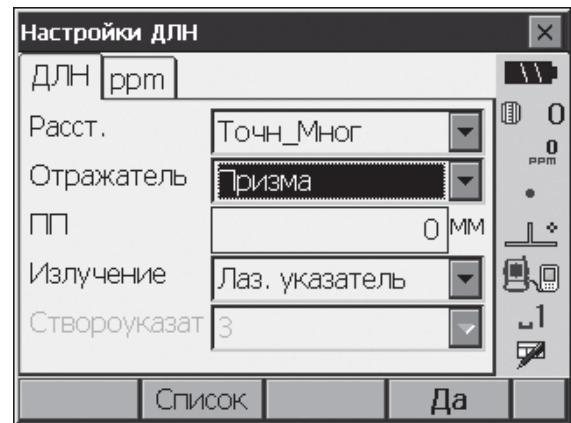 Настройки ДЛН
ДЛН ppm
0
0
PPM
Расст. Точн_Мног
Отражатель Призма
ПП 0 мм
Излучение Лаз. указатель
Створоуказат 3
1
Список Да